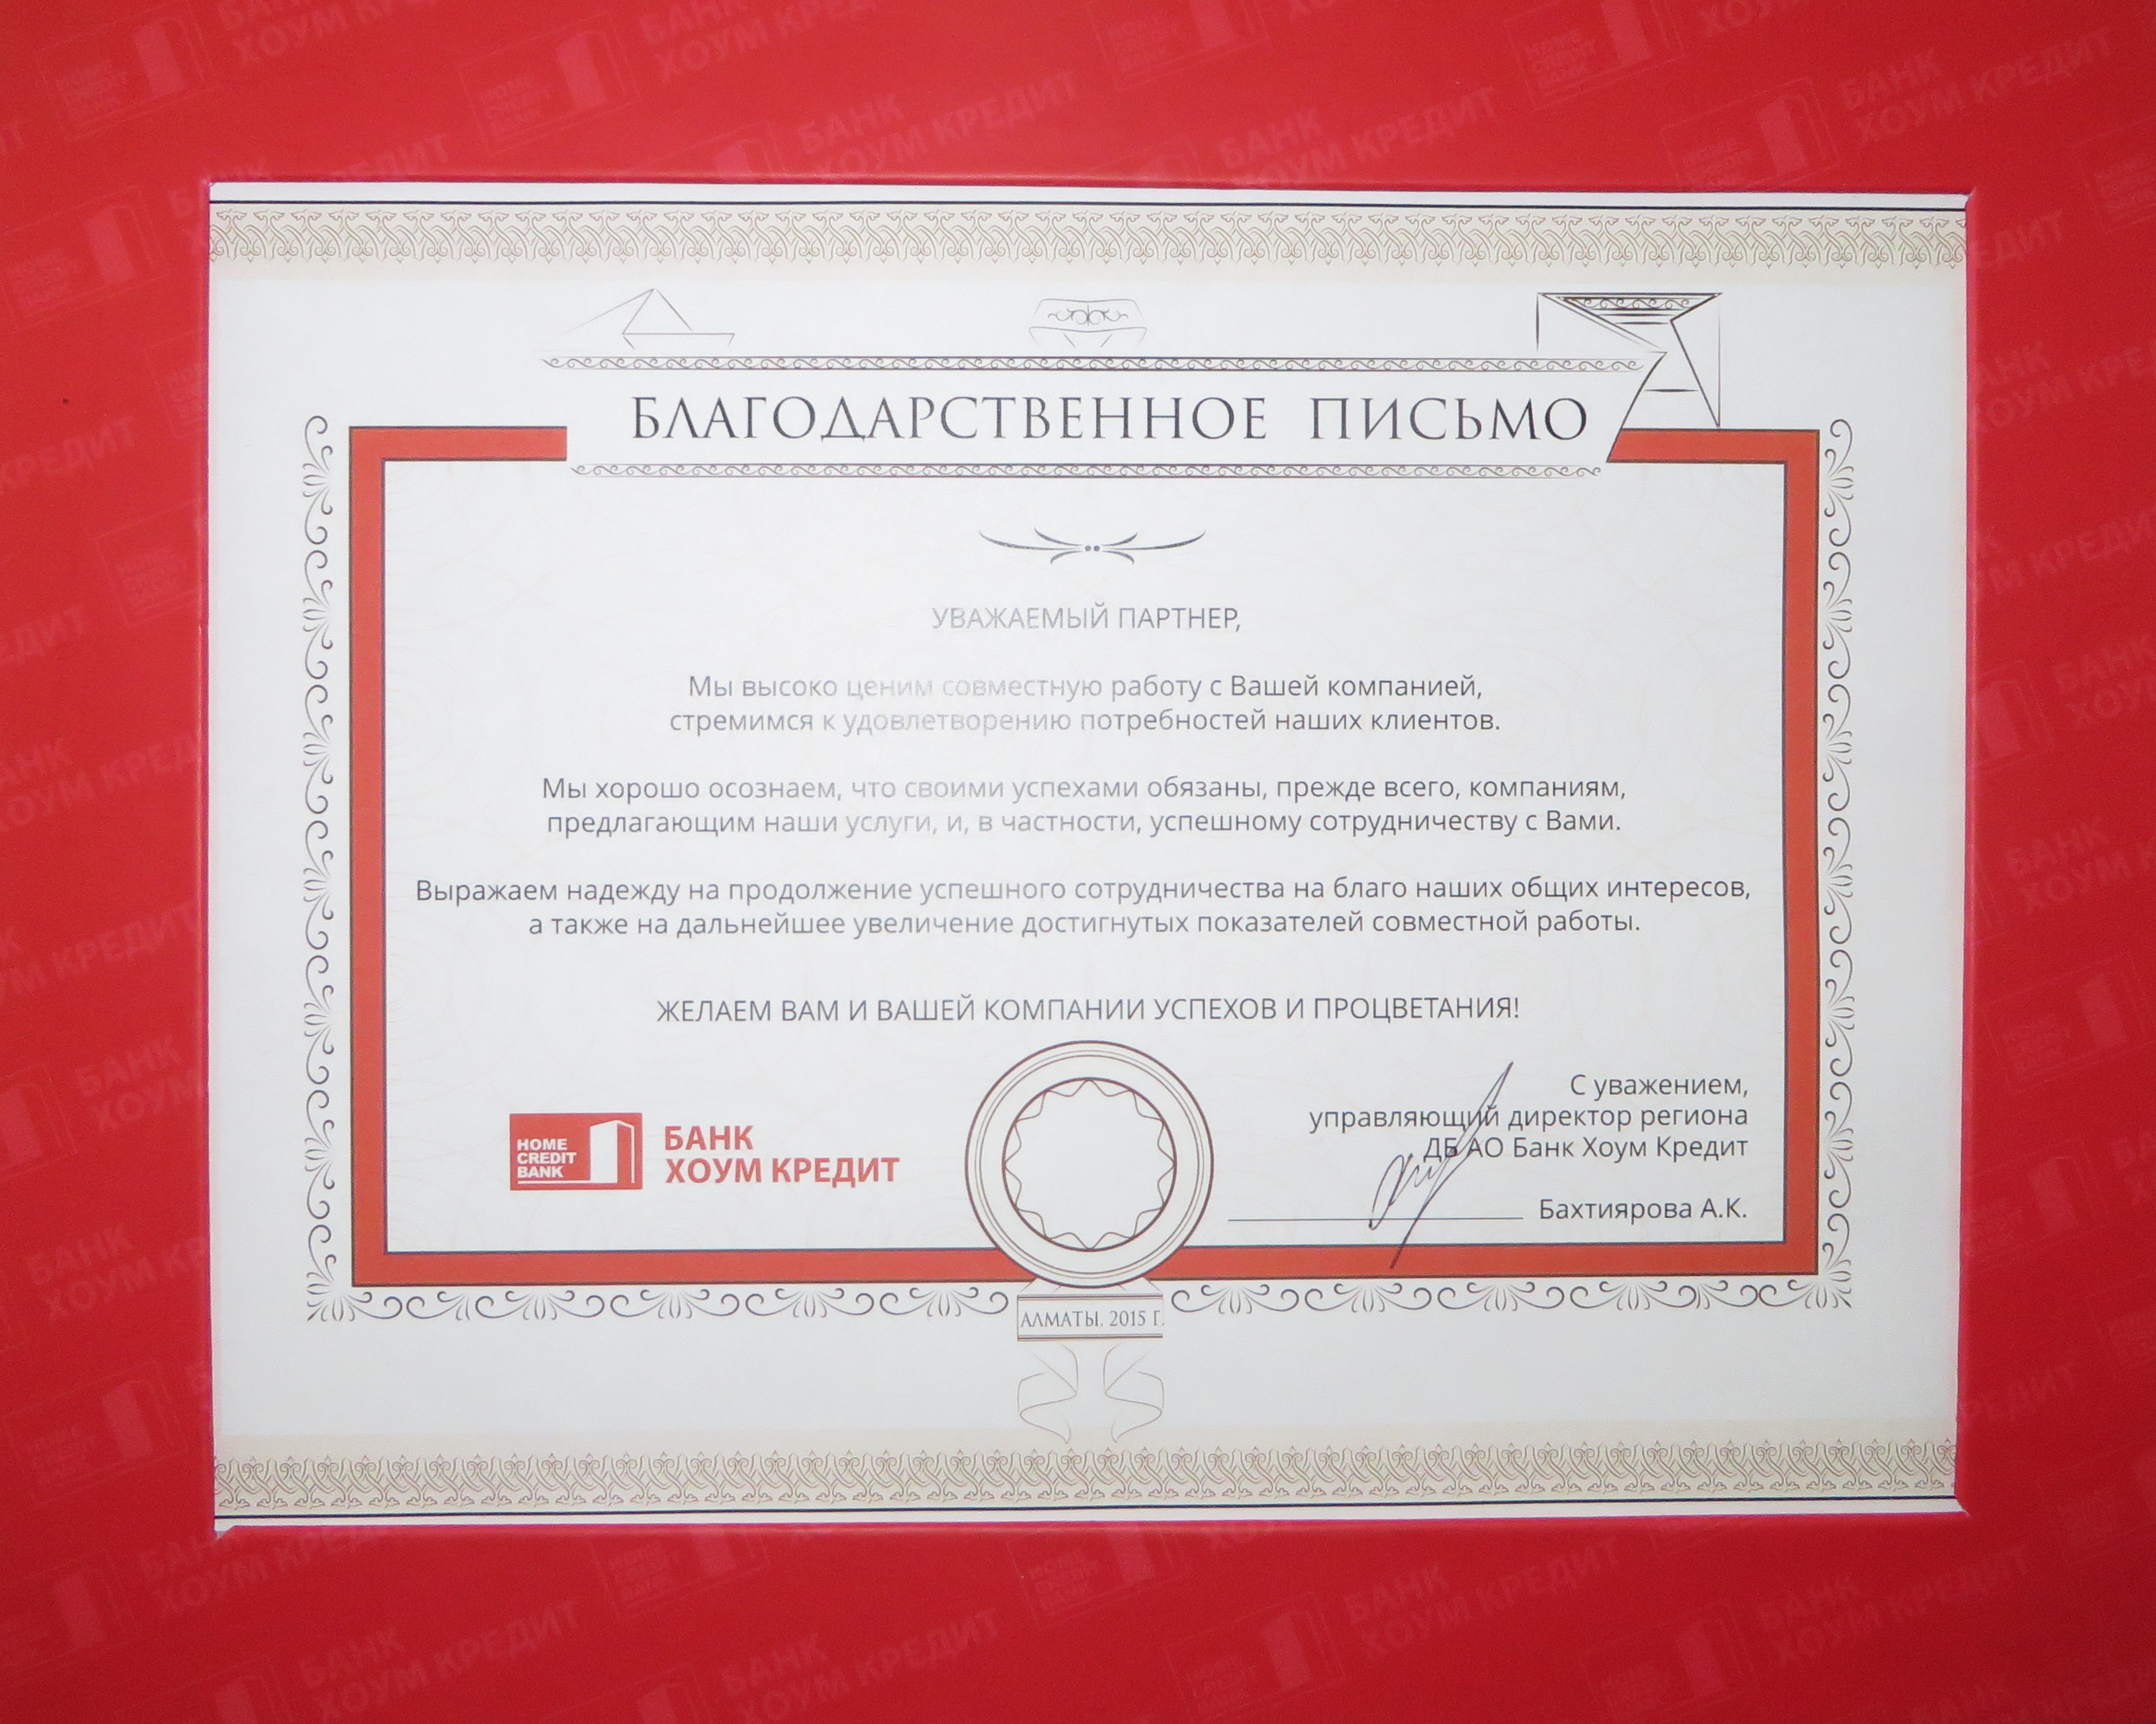 БЛАГОДАРСТВЕННОЕ ПИСЬМО
УВАЖАЕМЫЙ ПАРТНЕР,
Мы высоко ценим совместную работу с Вашей компанией,
стремимся к удовлетворению потребностей наших клиентов.
Мы хорошо осознаем, что своими успехами обязаны, прежде всего, компаниям,
предлагающим наши услуги, и, в частности, успешному сотрудничеству с Вами.
Выражаем надежду на продолжение успешного сотрудничества на благо наших общих интересов,
а также на дальнейшее увеличение достигнутых показателей совместной работы.
ЖЕЛАЕМ ВАМ И ВАШЕЙ КОМПАНИИ УСПЕХОВ И ПРОЦВЕТАНИЯ!
HOME
CREDIT
BANK
БАНК
ХОУМ КРЕДИТ
С уважением,
управляющий директор региона
ДБ АО Банк Хоум Кредит
Бахтиярова А.К.
АЛМАТЫ. 2015 Г.